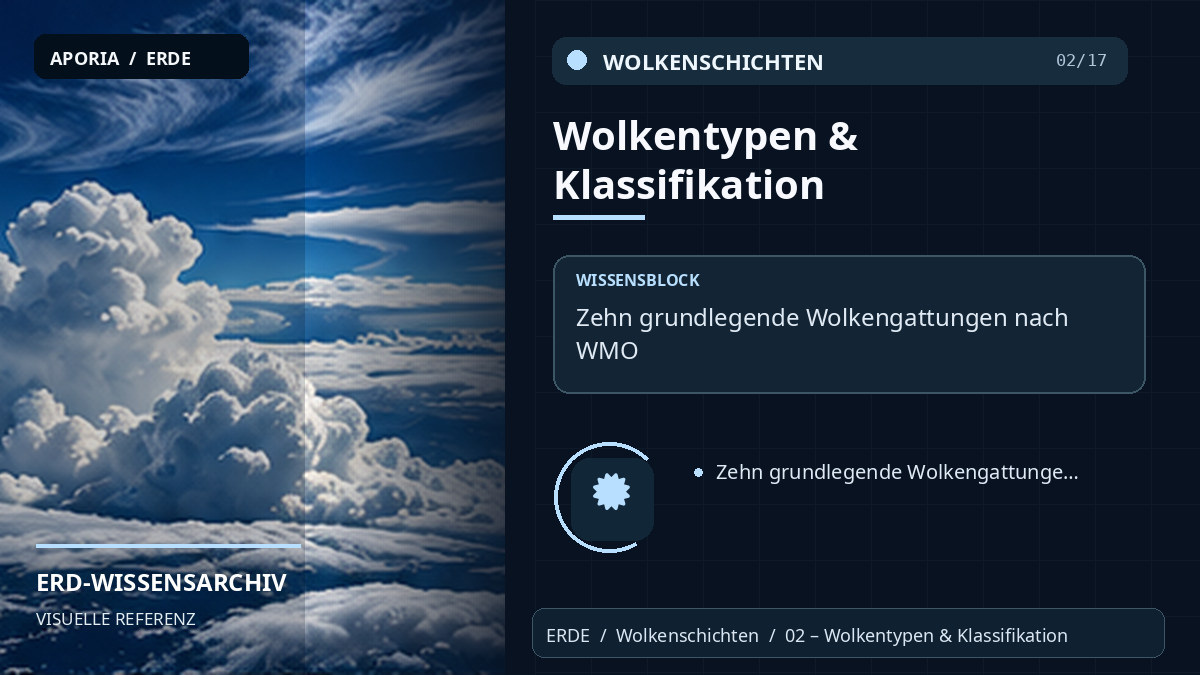 APORIA / ERDE
WOLKENSCHICHTEN
02/17
Wolkentypen &
Klassifikation
WISSENSBLOCK
Zehn grundlegende Wolkengattungen nach
WMO
Zehn grundlegende Wolkengattunge...
ERD-WISSENSARCHIV
VISUELLE REFERENZ
ERDE / Wolkenschichten / 02 – Wolkentypen & Klassifikation